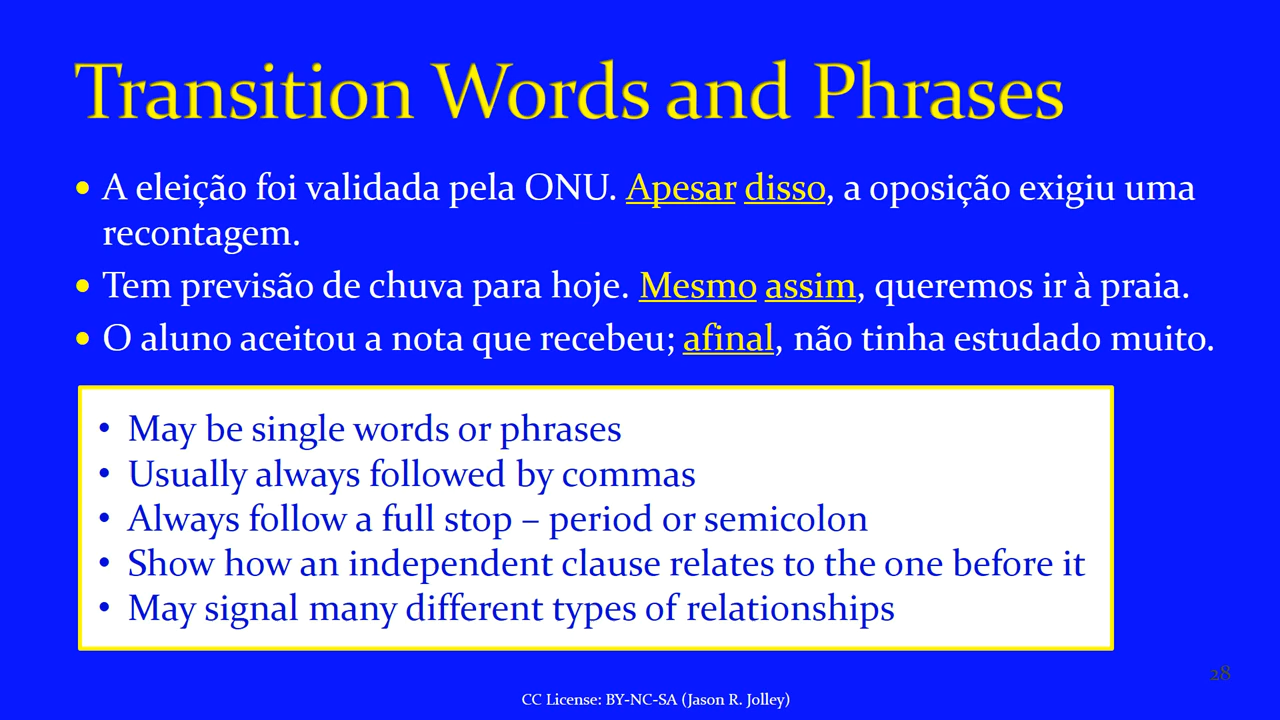 Transition Words and Phrases
• A eleição foi validada pela ONU. Apesar disso, a oposição exigiu uma
recontagem.
• Tem previsão de chuva para hoje. Mesmo assim, queremos ir à praia.
• O aluno aceitou a nota que recebeu; afinal, não tinha estudado muito.
• May be single words or phrases
• Usually always followed by commas
• Always follow a full stop – period or semicolon
• Show how an independent clause relates to the one before it
• May signal many different types of relationships
28
CC License: BY-NC-SA (Jason R. Jolley)